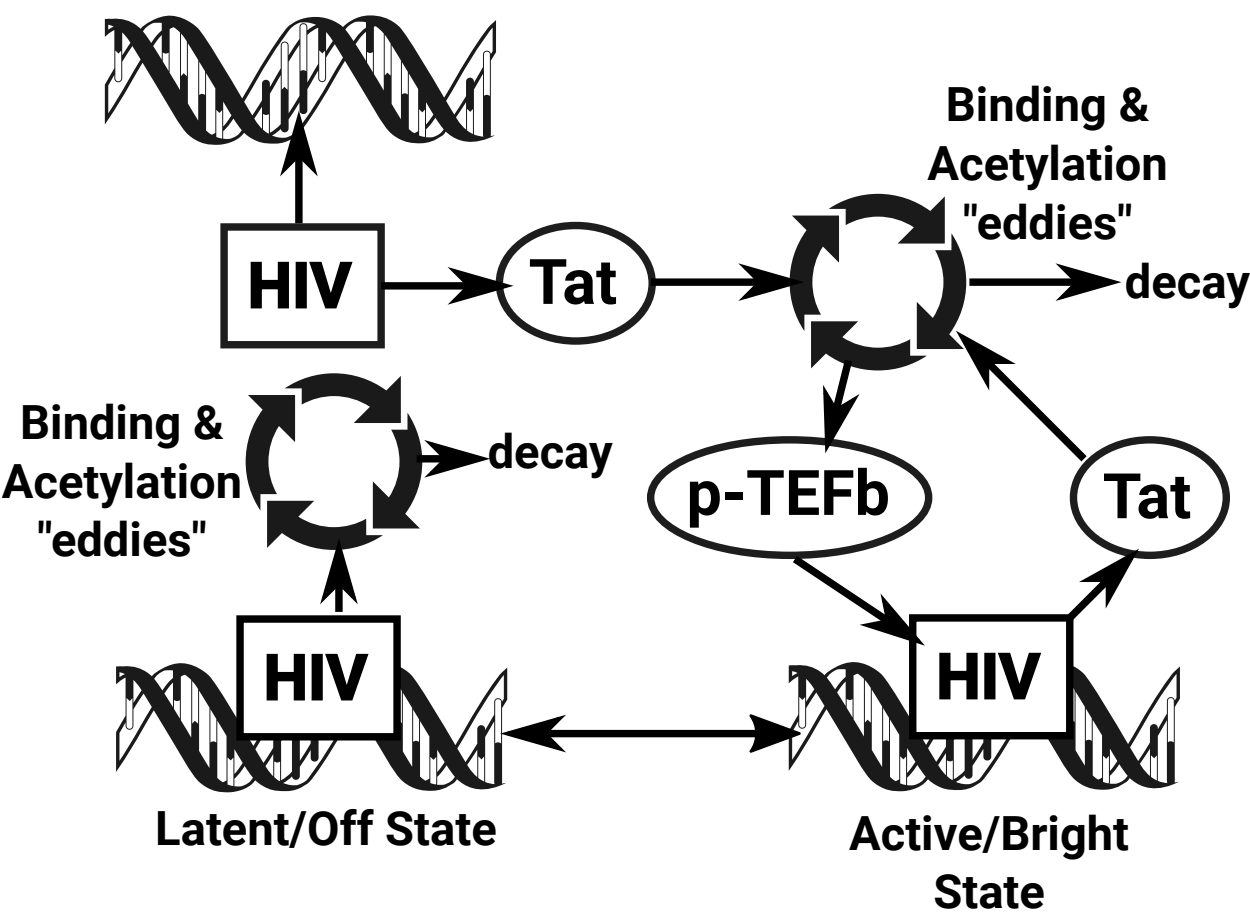 Binding &
Acetylation
"eddies"
HIV
Tat
decay
Binding &
Acetylation
"eddies"
decay
p-TEFb
Tat
HIV
HIV
Latent/Off State
Active/Bright
State